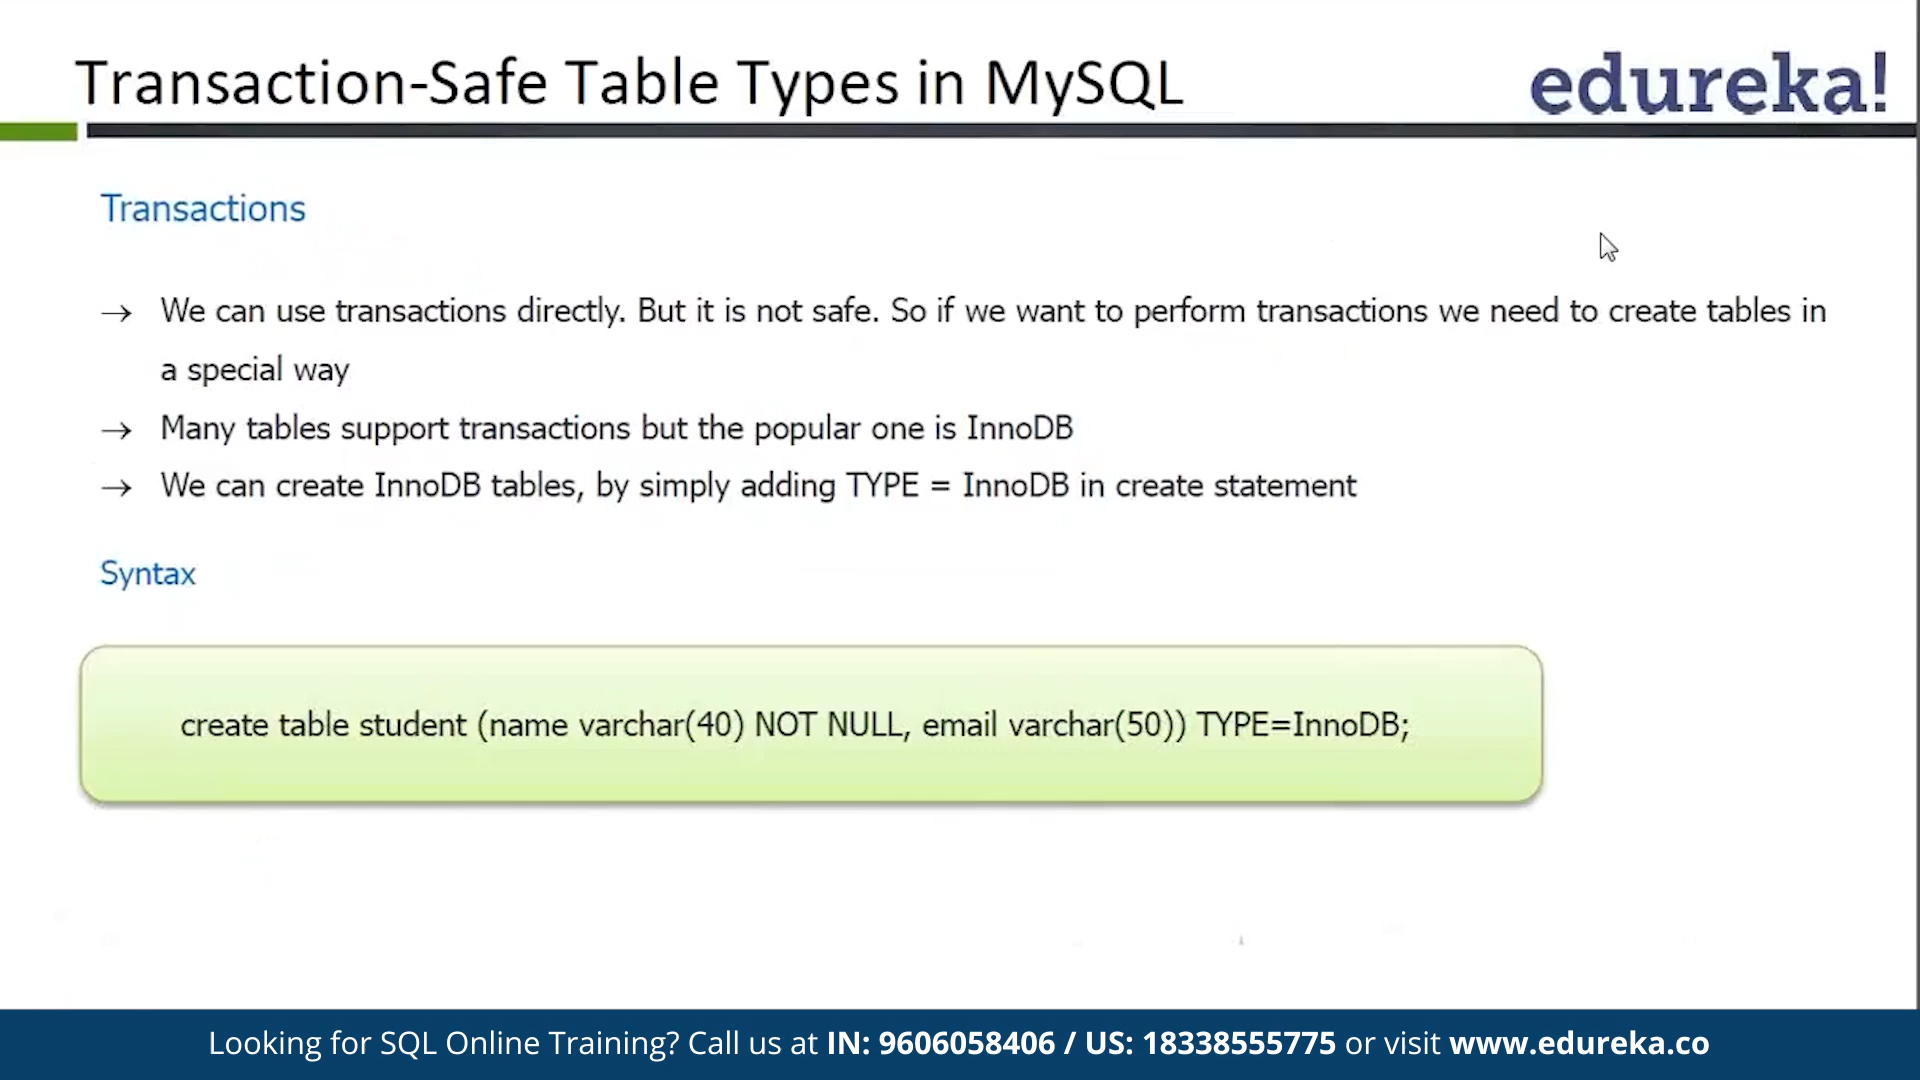 Transaction-Safe Table Types in MySQL
edureka!
Transactions
→ We can use transactions directly. But it is not safe. So if we want to perform transactions we need to create tables in
a special way
→ Many tables support transactions but the popular one is InnoDB
→ We can create InnoDB tables, by simply adding TYPE = InnoDB in create statement
Syntax
create table student (name varchar(40) NOT NULL, email varchar(50)) TYPE=InnoDB;
Looking for SQL Online Training? Call us at IN: 9606058406 / US: 18338555775 or visit www.edureka.co